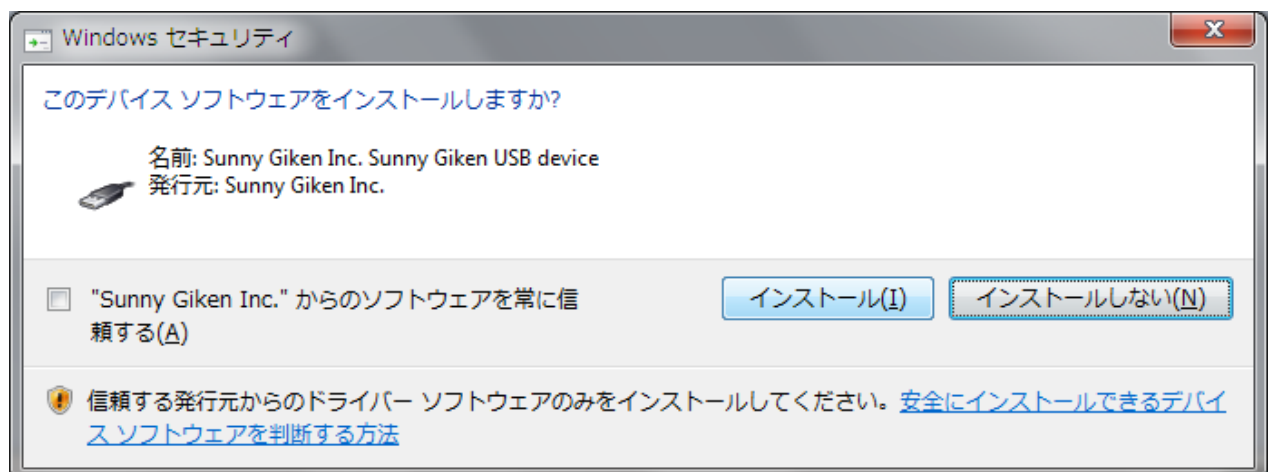 Windows セキュリティ
このデバイス ソフトウェアをインストールしますか?
名前: Sunny Giken Inc. Sunny Giken USB device
発行元: Sunny Giken Inc.
"Sunny Giken Inc." からのソフトウェアを常に信
頼する(A)
インストール(I)
インストールしない(N)
信頼する発行元からのドライバー ソフトウェアのみをインストールしてください。安全にインストールできるデバイ
ス ソフトウェアを判断する方法